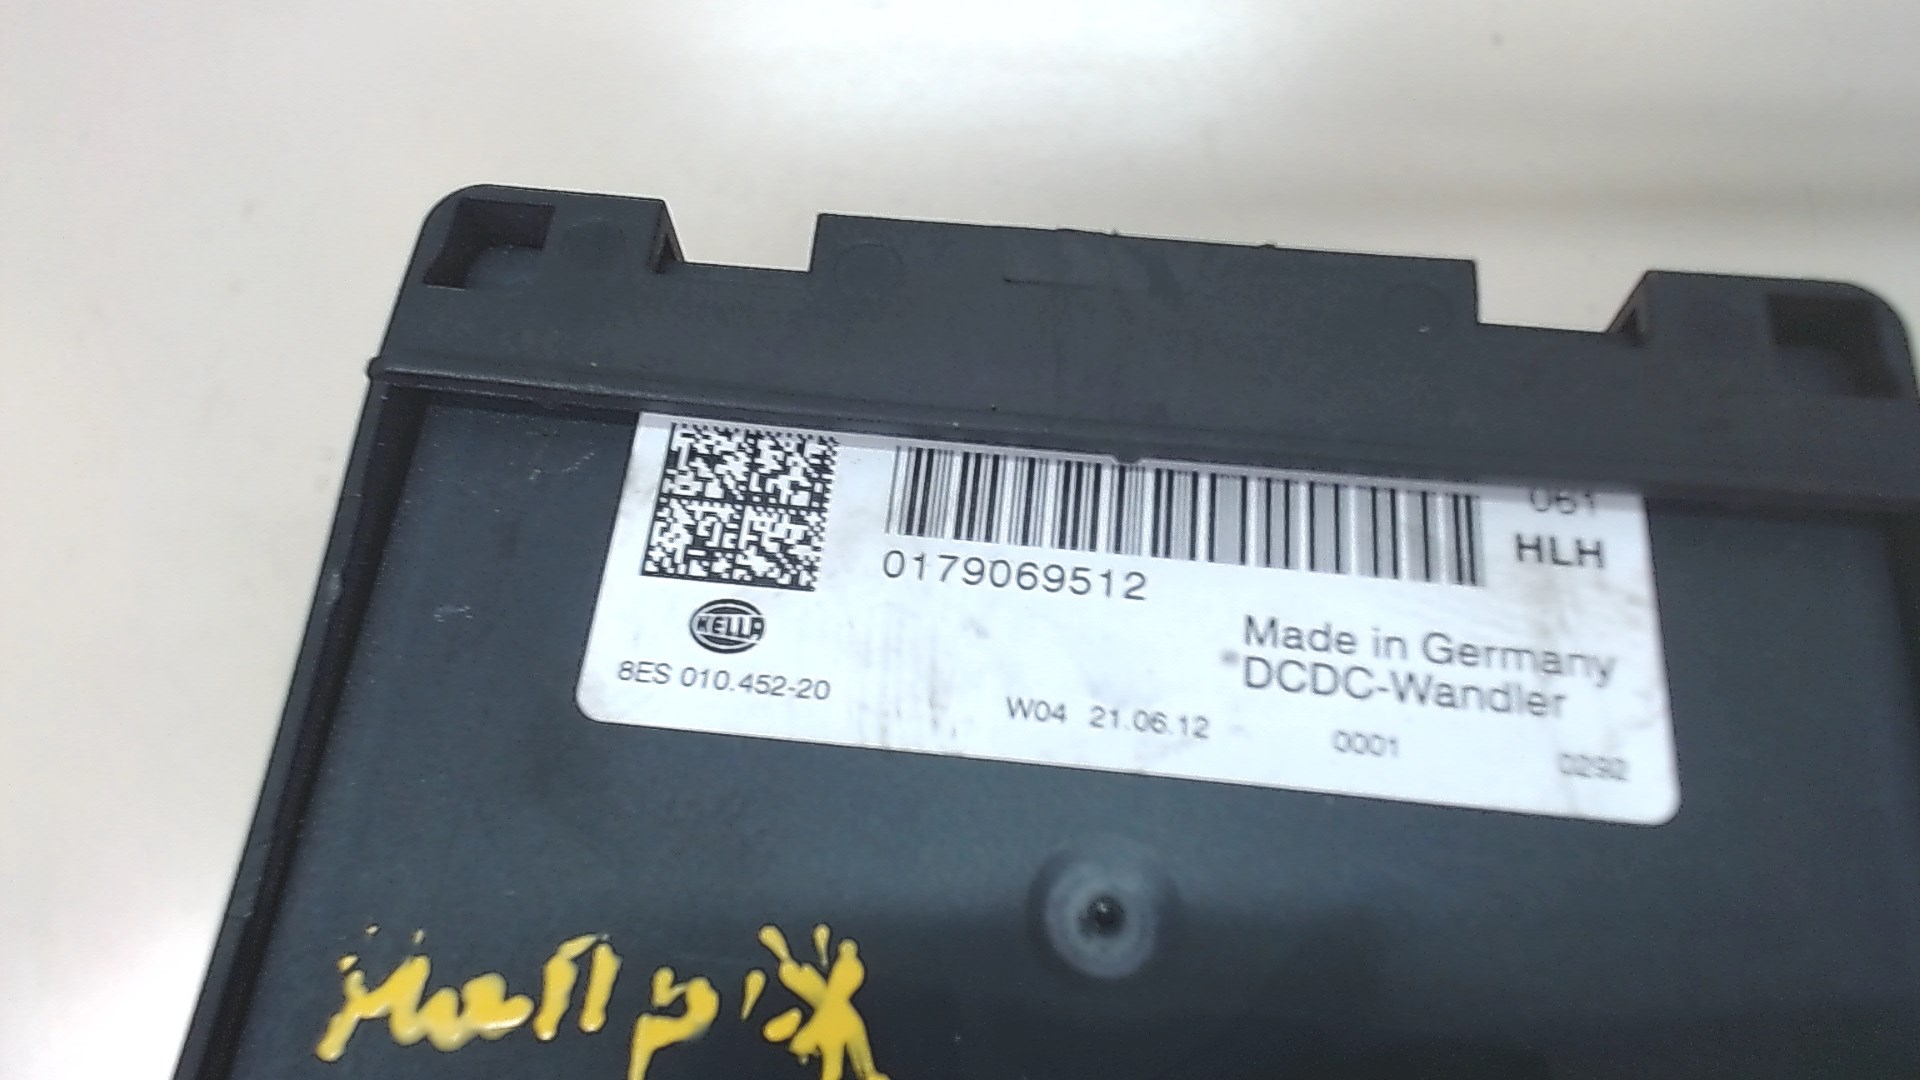 061
HLH
0179069512
HELLA
Made in Germany
*DCDC-Wandler
8ES 010.452-20
W04 21.06.12
0001
0292